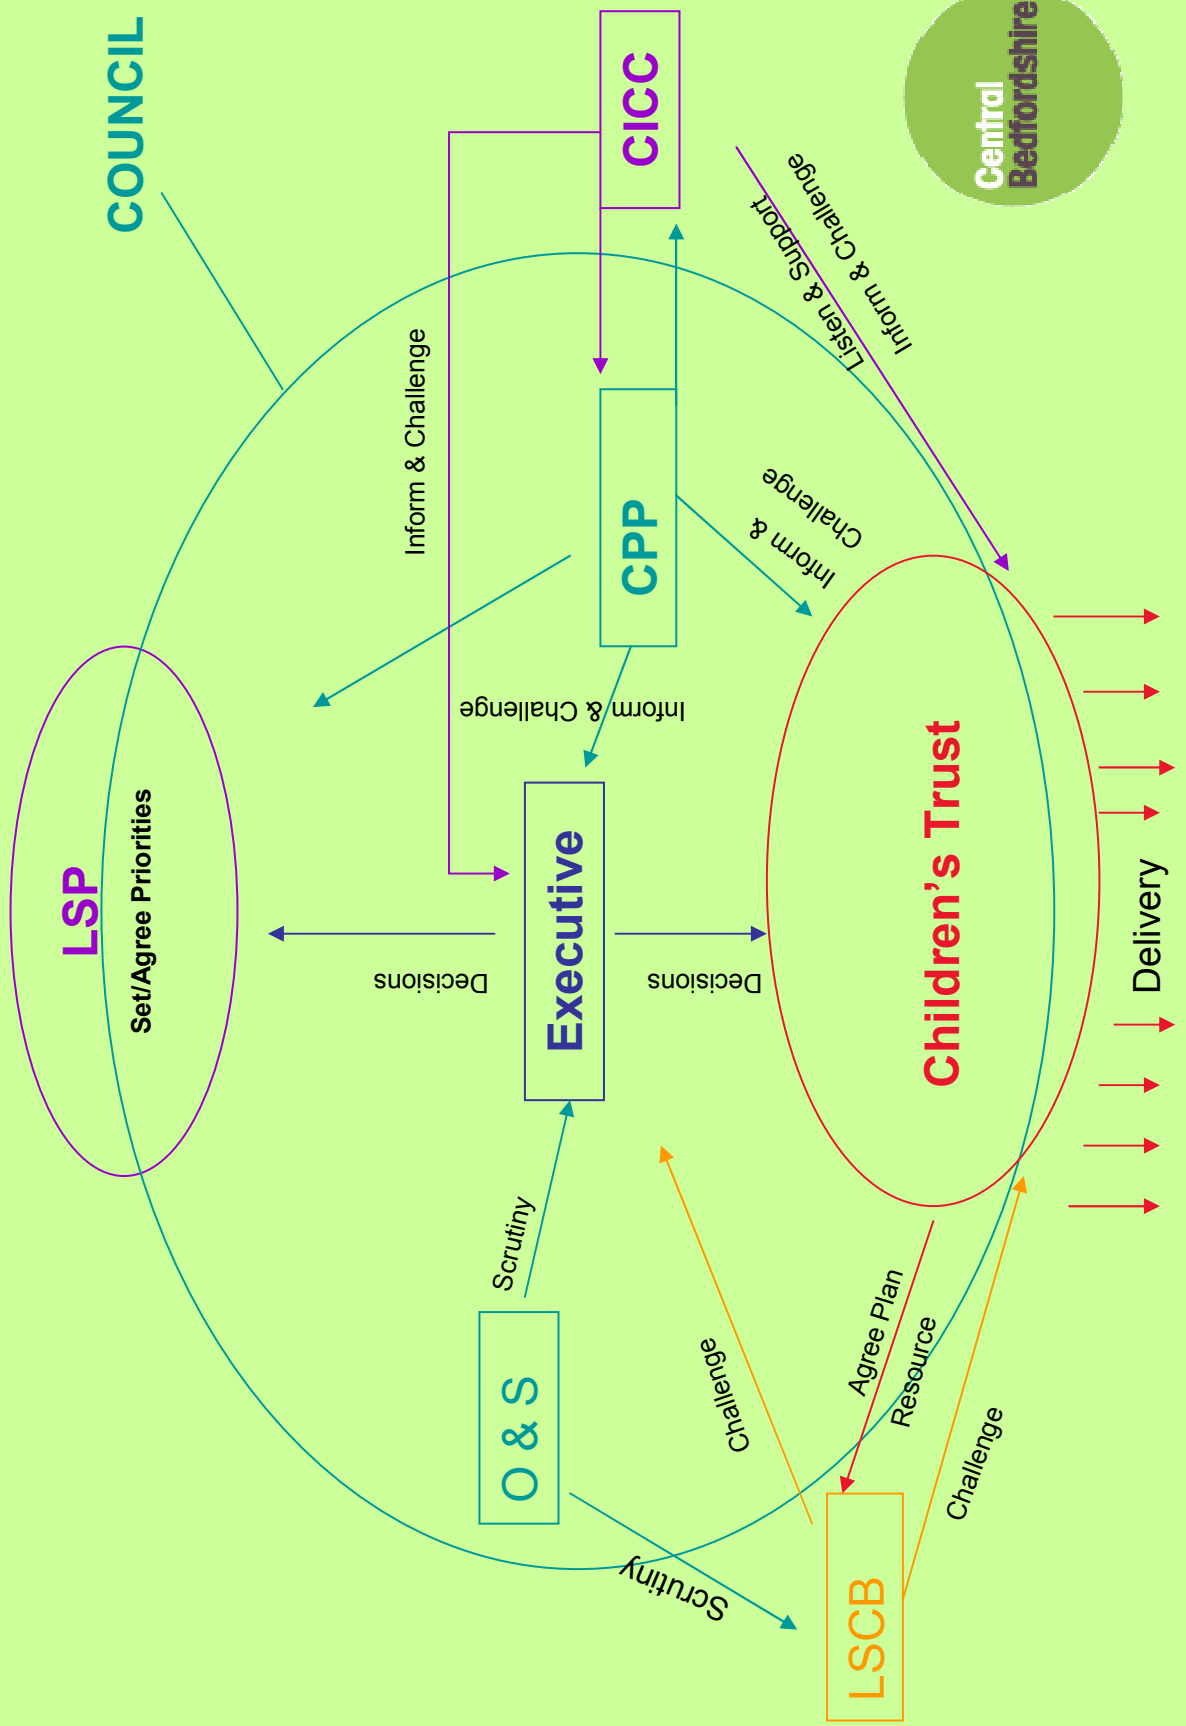 COUNCIL
LSP
Set/Agree Priorities
Inform & Challenge
CICC
Central
Bedfordshire
CPP
Listen & Support
Inform & Challenge
Inform &
Challenge
Inform & Challenge
Decisions
Executive
Decisions
Scrutiny
O & S
Scrutiny
Children's Trust
Challenge
Agree Plan
Resource
Challenge
LSCB
Delivery